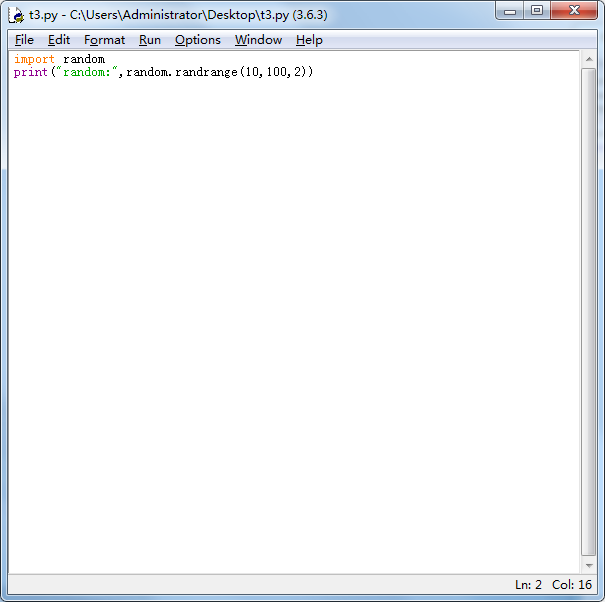 t3.py - C:\Users\Administrator\Desktop\t3.py (3.6.3)
File Edit Format Run Options Window Help
import random
print("random:",random.randrange(10,100,2))
Ln: 2 Col: 16